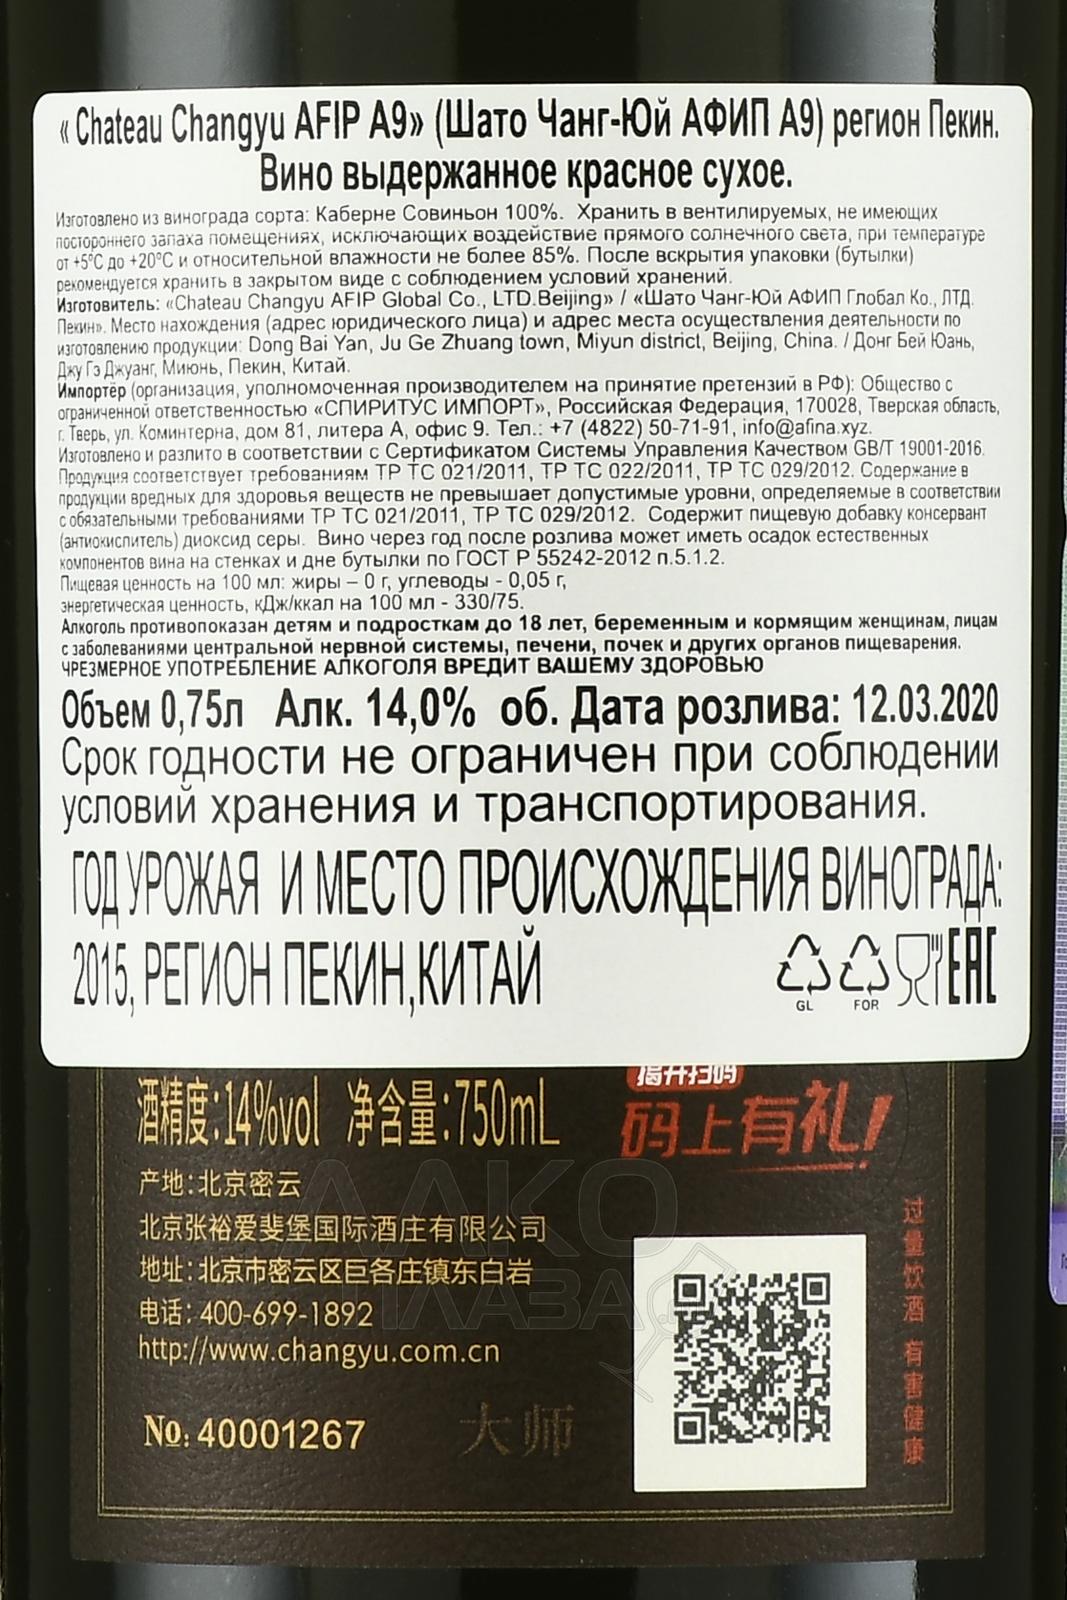 « Chateau Changyu AFIP A9» (Шато Чанг-Юй АФИП А9) регион Пекин.
Вино выдержанное красное сухое.
Изготовлено из винограда сорта: Каберне Совиньон 100%. Хранить в вентилируемых, не имеющих
постороннего запаха помещениях, исключающих воздействие прямого солнечного света, при температуре
от +5°С до +20°С и относительной влажности не более 85%. После вскрытия упаковки (бутылки)
рекомендуется хранить в закрытом виде с соблюдением условий хранений.
Изготовитель: «Chateau Changyu AFIP Global Co., LTD.Beijing» / «Шато Чанг-Юй АФИП Глобал Ко., ЛТД.
Пекин». Место нахождения (адрес юридического лица) и адрес места осуществления деятельности по
изготовлению продукции: Dong Bai Yan, Ju Ge Zhuang town, Miyun district, Beijing, China. / Донг Бей Юань,
Джу Гэ Джуанг, Миюнь, Пекин, Китай.
Импортёр (организация, уполномоченная производителем на принятие претензий в РФ): Общество с
ограниченной ответственностью «СПИРИТУС ИМПОРТ», Российская Федерация, 170028, Тверская область,
г. Тверь, ул. Коминтерна, дом 81, литера А, офис 9. Тел.: +7 (4822) 50-71-91, info@afina.xyz.
Изготовлено и разлито в соответствии с Сертификатом Системы Управления Качеством GB/T 19001-2016.
Продукция соответствует требованиям ТР ТС 021/2011, ТР ТС 022/2011, ТР ТС 029/2012. Содержание в
продукции вредных для здоровья веществ не превышает допустимые уровни, определяемые в соответствии
с обязательными требованиями ТР ТС 021/2011, ТР ТС 029/2012. Содержит пищевую добавку консервант
(антиокислитель) диоксид серы. Вино через год после розлива может иметь осадок естественных
компонентов вина на стенках и дне бутылки по ГОСТ Р 55242-2012 п.5.1.2.
Пищевая ценность на 100 мл: жиры – 0 г, углеводы - 0,05 г,
энергетическая ценность, кДж/ккал на 100 мл - 330/75.
Алкоголь противопоказан детям и подросткам до 18 лет, беременным и кормящим женщинам, лицам
с заболеваниями центральной нервной системы, печени, почек и других органов пищеварения.
ЧРЕЗМЕРНОЕ УПОТРЕБЛЕНИЕ АЛКОГОЛЯ ВРЕДИТ ВАШЕМУ ЗДОРОВЬЮ
Объем 0,75л Алк. 14,0% об. Дата розлива: 12.03.2020
Срок годности не ограничен при соблюдении
условий хранения и транспортирования.
ГОД УРОЖАЯ И МЕСТО ПРОИСХОЖДЕНИЯ ВИНОГРАДА:
2015, РЕГИОН ПЕКИН,КИТАЙ
GL FOR EAC
揭开扫码
酒精度:14%vol 净含量:750mL
码上有礼!
产地:北京密云
北京张裕爱斐堡国际酒庄有限公司
地址:北京市密云区巨各庄镇东白岩
电话:400-699-1892
http://www.changyu.com.cn
№:40001267
大师
过量饮酒 有害健康
АЛКО
ПЛАЗА